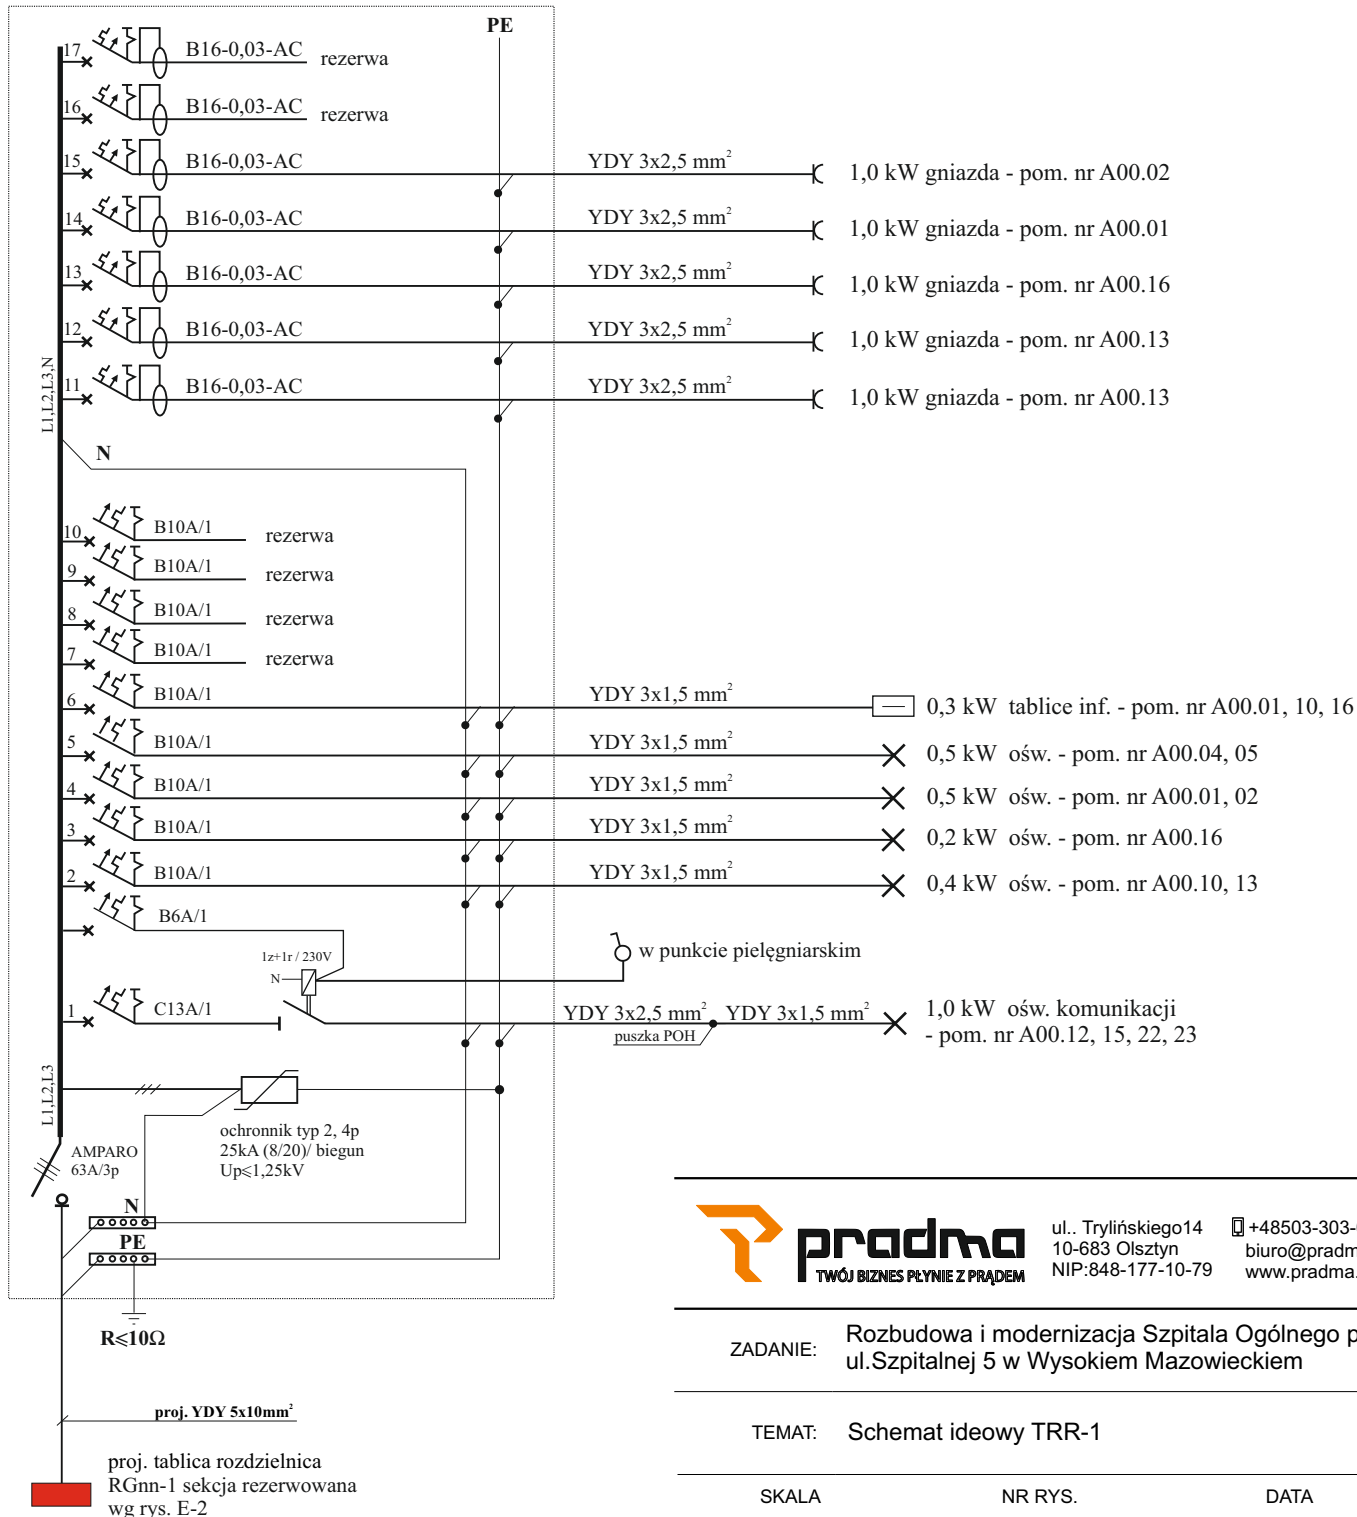 PE
17 B16-0,03-AC rezerwa
16 B16-0,03-AC rezerwa
15 B16-0,03-AC YDY 3x2,5 mm² 1,0 kW gniazda - pom. nr A00.02
14 B16-0,03-AC YDY 3x2,5 mm² 1,0 kW gniazda - pom. nr A00.01
13 B16-0,03-AC YDY 3x2,5 mm² 1,0 kW gniazda - pom. nr A00.16
12 B16-0,03-AC YDY 3x2,5 mm² 1,0 kW gniazda - pom. nr A00.13
11 B16-0,03-AC YDY 3x2,5 mm² 1,0 kW gniazda - pom. nr A00.13
L1,L2,L3,N
N
10 B10A/1 rezerwa
9 B10A/1 rezerwa
8 B10A/1 rezerwa
7 B10A/1 rezerwa
6 B10A/1 YDY 3x1,5 mm² 0,3 kW tablice inf. - pom. nr A00.01, 10, 16
5 B10A/1 YDY 3x1,5 mm² 0,5 kW ośw. - pom. nr A00.04, 05
4 B10A/1 YDY 3x1,5 mm² 0,5 kW ośw. - pom. nr A00.01, 02
3 B10A/1 YDY 3x1,5 mm² 0,2 kW ośw. - pom. nr A00.16
2 B10A/1 YDY 3x1,5 mm² 0,4 kW ośw. - pom. nr A00.10, 13
B6A/1
1z+1r / 230V
N
w punkcie pielęgniarskim
1 C13A/1 YDY 3x2,5 mm² YDY 3x1,5 mm² 1,0 kW ośw. komunikacji
puszka POH
- pom. nr A00.12, 15, 22, 23
L1,L2,L3
ochronnik typ 2, 4p
25kA (8/20)/ biegun
Up≤1,25kV
AMPARO
63A/3p
N
PE
R≤10Ω
proj. YDY 5x10mm²
proj. tablica rozdzielnica
RGnn-1 sekcja rezerwowana
wg rys. E-2
pradma
TWÓJ BIZNES PŁYNIE Z PRĄDEM
ul.. Trylińskiego14
10-683 Olsztyn
NIP:848-177-10-79
+48503-303-
biuro@pradm
www.pradma.
ZADANIE:
Rozbudowa i modernizacja Szpitala Ogólnego p
ul.Szpitalnej 5 w Wysokiem Mazowieckiem
TEMAT: Schemat ideowy TRR-1
SKALA NR RYS. DATA